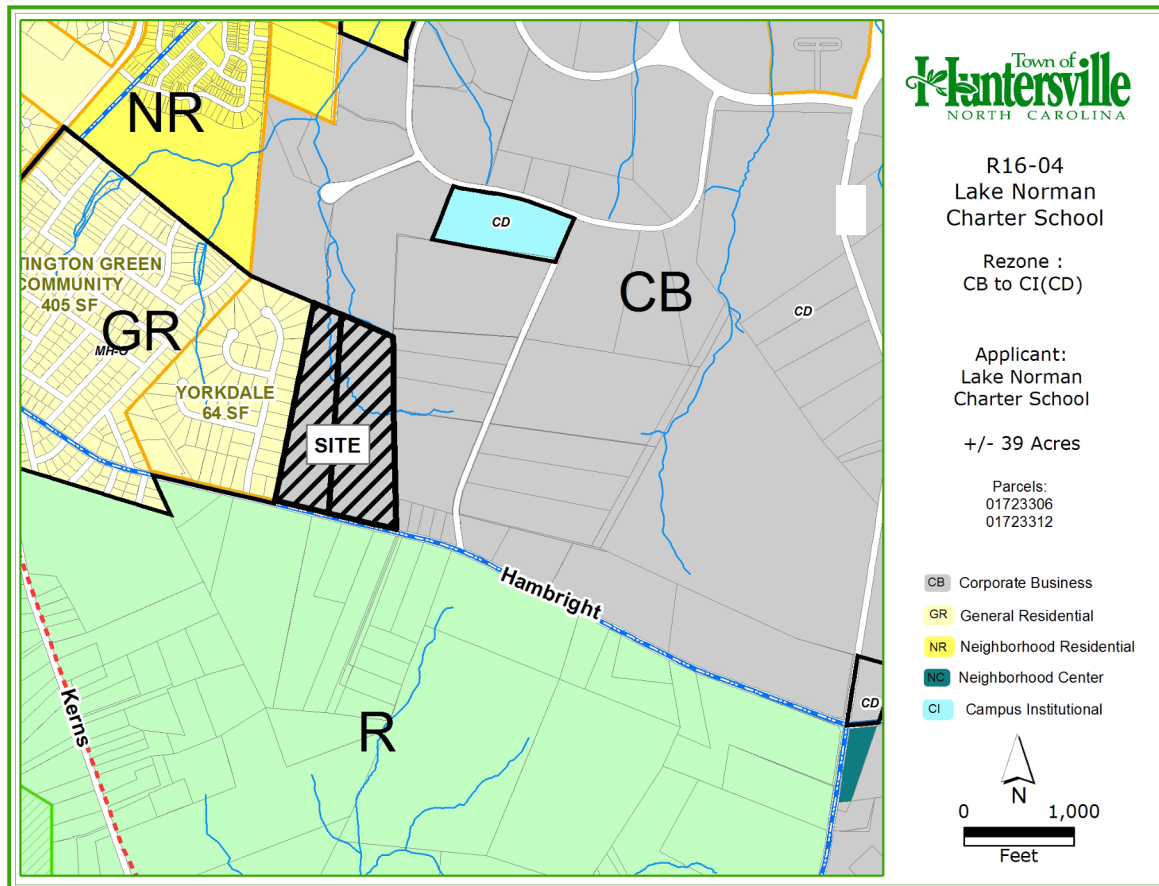 NR
TINGTON GREEN
COMMUNITY
405 SF
GR
MH-O
YORKDALE
64 SF
SITE
CD
CB
CD
Hambright
Kerns
R
CD
Town of
Huntersville
NORTH CAROLINA
R16-04
Lake Norman
Charter School
Rezone :
CB to CI(CD)
Applicant:
Lake Norman
Charter School
+/- 39 Acres
Parcels:
01723306
01723312
CB Corporate Business
GR General Residential
NR Neighborhood Residential
NC Neighborhood Center
CI Campus Institutional
N
0 1,000
Feet